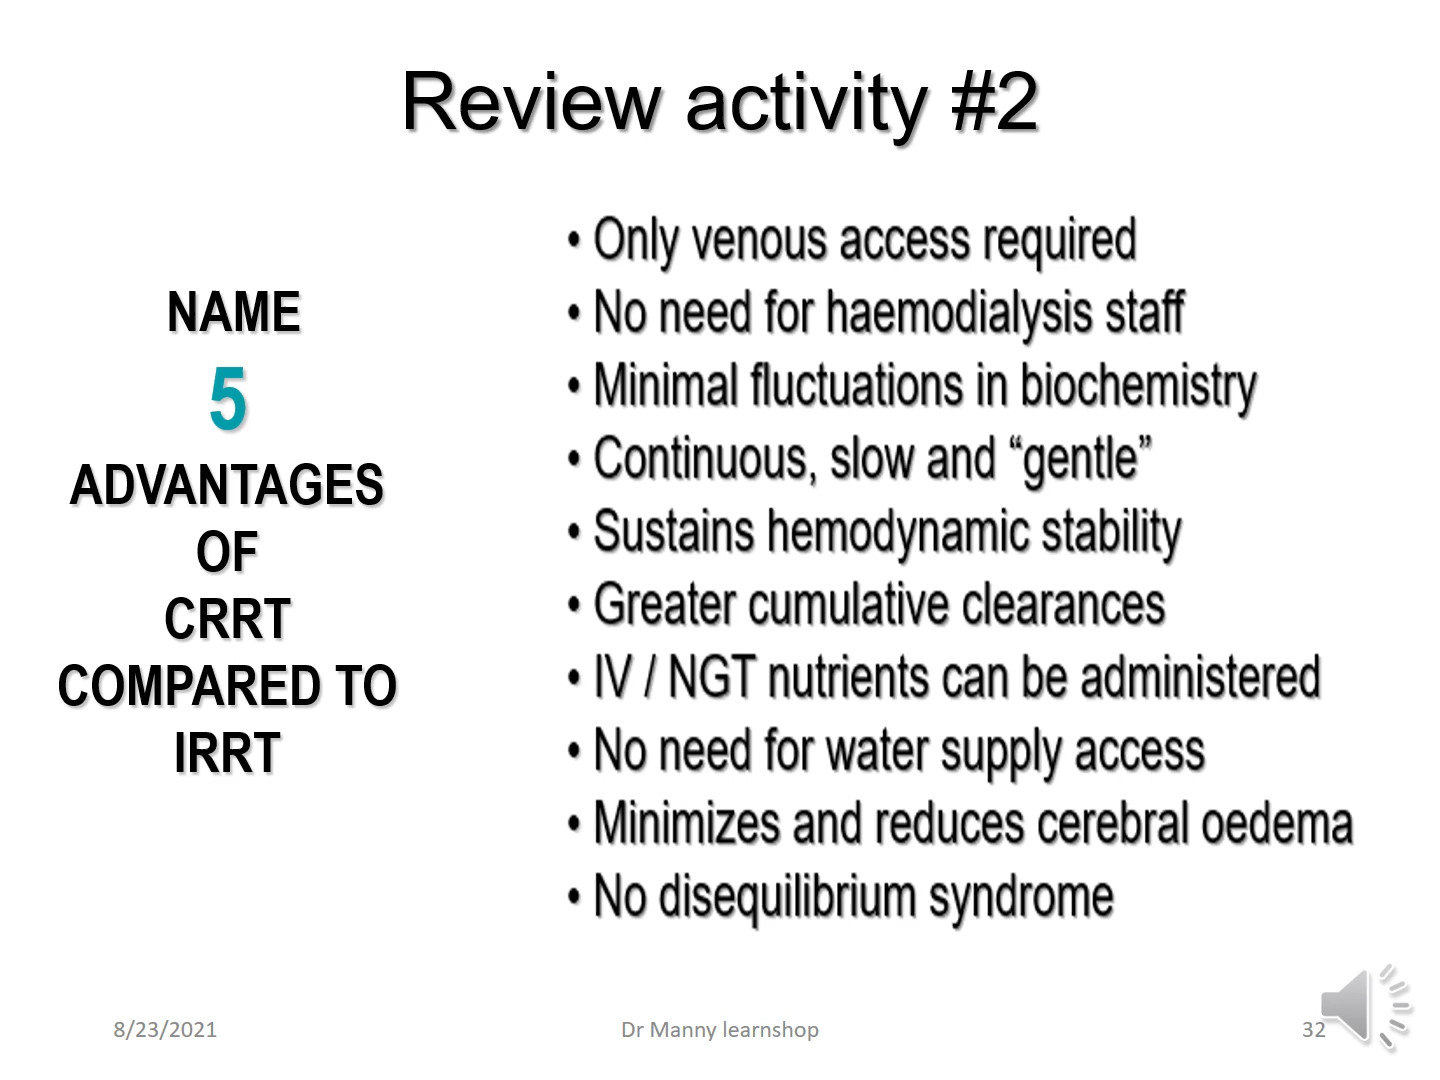 Review activity #2
NAME
5
ADVANTAGES
OF
CRRT
COMPARED TO
IRRT
• Only venous access required
• No need for haemodialysis staff
• Minimal fluctuations in biochemistry
• Continuous, slow and “gentle”
• Sustains hemodynamic stability
• Greater cumulative clearances
• IV / NGT nutrients can be administered
• No need for water supply access
• Minimizes and reduces cerebral oedema
• No disequilibrium syndrome
8/23/2021
Dr Manny learnshop
32